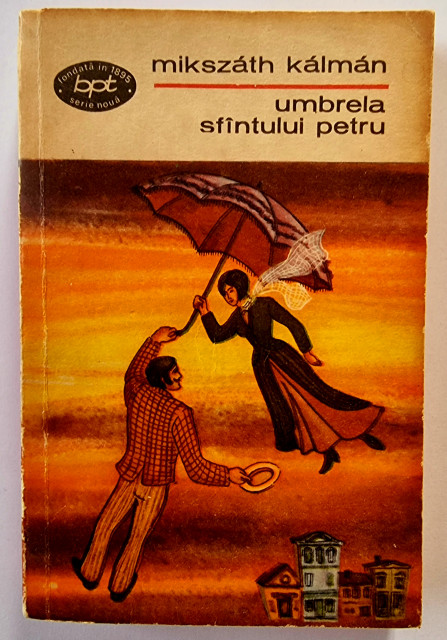 fondată în 1895
bpt
serie nouă
mikszáth kálmán
umbrela
sfîntului petru